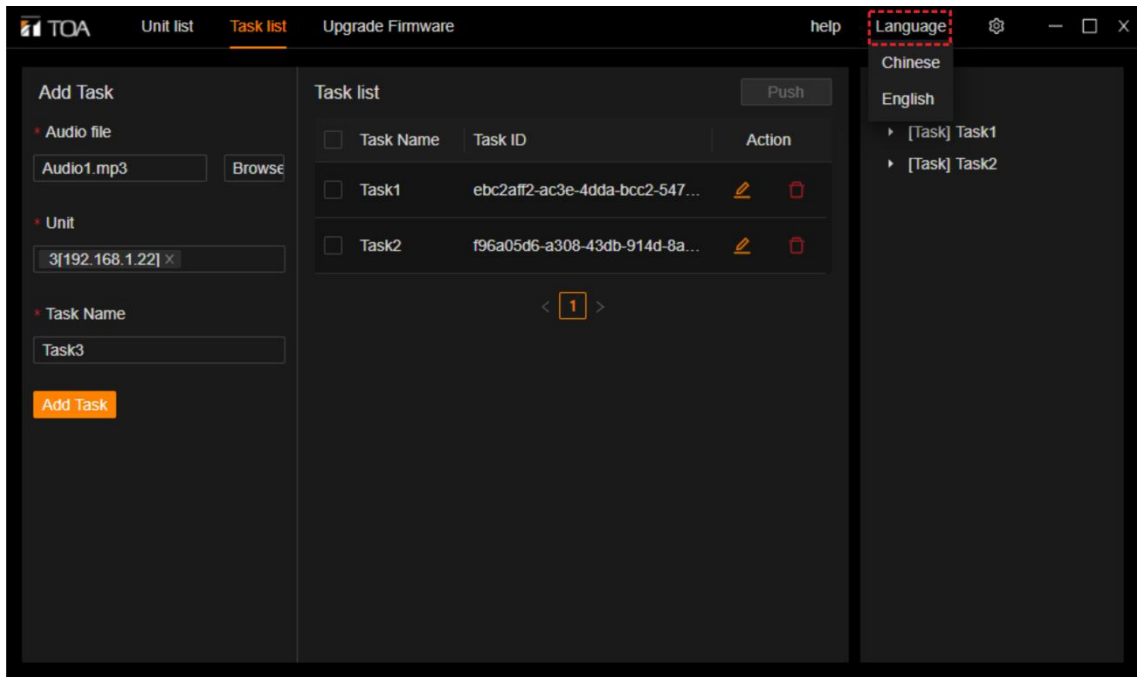 TOA Unit list Task list Upgrade Firmware help Language
Chinese
English
Add Task
* Audio file
Audio1.mp3 Browse
* Unit
3[192.168.1.22] ×
* Task Name
Task3
Add Task
Task list Push
Task Name Task ID Action
Task1 ebc2aff2-ac3e-4dda-bcc2-547...
Task2 f96a05d6-a308-43db-914d-8a...
< 1 >
[Task] Task1
[Task] Task2